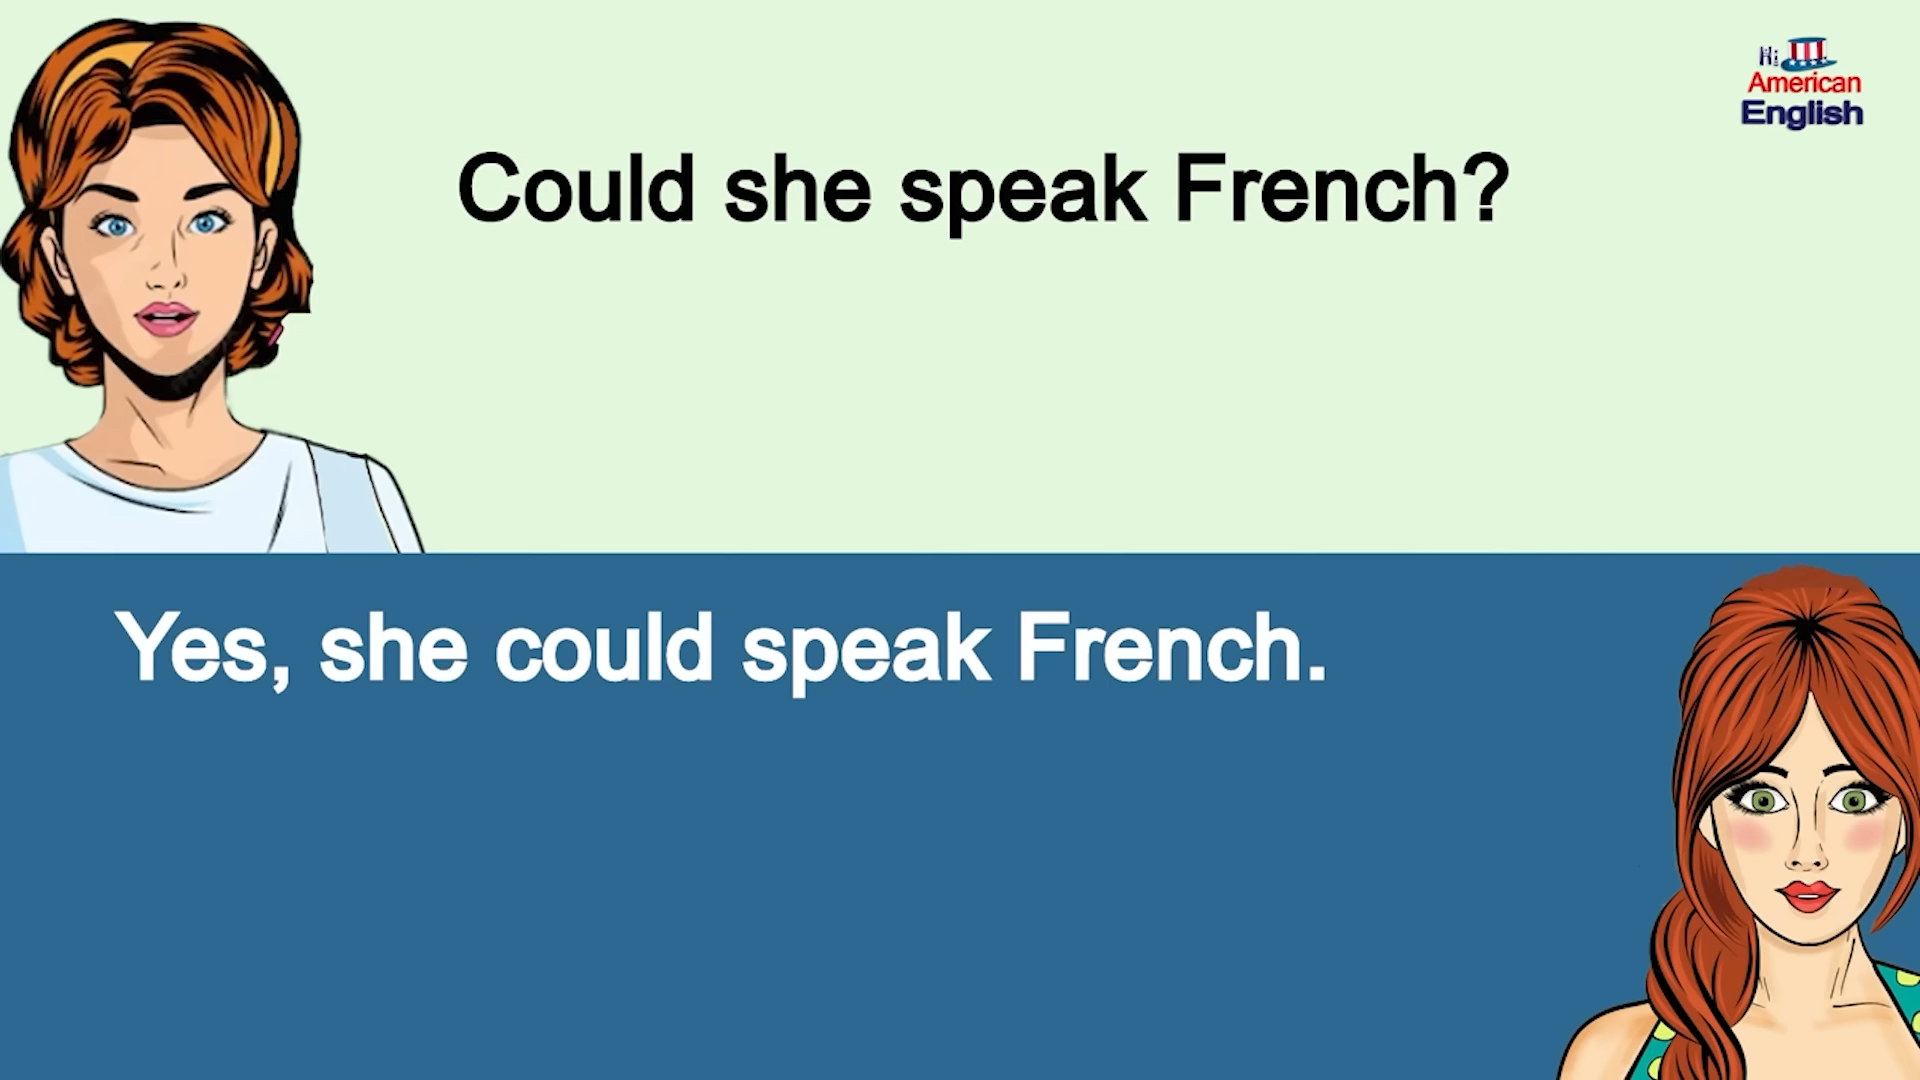 Hi
American
English
Could she speak French?
Yes, she could speak French.